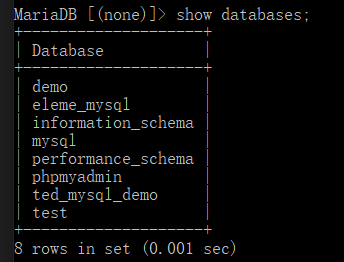 MariaDB [(none)]> show databases;
+--------------------+
| Database           |
+--------------------+
| demo               |
| eleme_mysql        |
| information_schema |
| mysql              |
| performance_schema |
| phpmyadmin         |
| ted_mysql_demo     |
| test               |
+--------------------+
8 rows in set (0.001 sec)